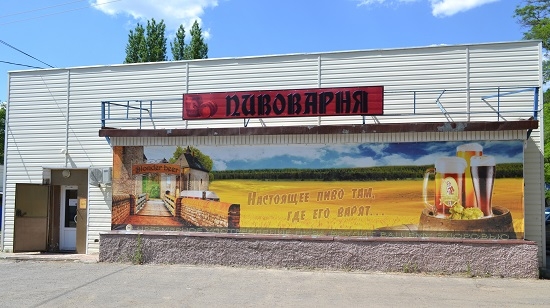 ПИВОВАРНЯ
НАСТОЯЩЕЕ ПИВО ТАМ,
ГДЕ ЕГО ВАРЯТ...